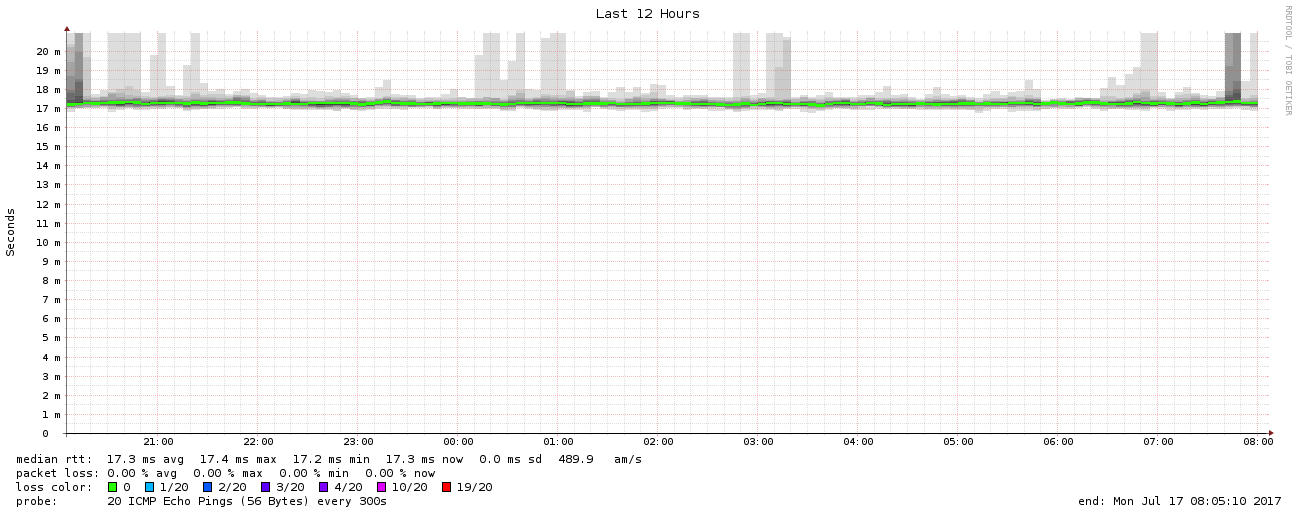 Last 12 Hours
RRDTOOL / TOBI OETIKER
Seconds
20 m
19 m
18 m
17 m
16 m
15 m
14 m
13 m
12 m
11 m
10 m
9 m
8 m
7 m
6 m
5 m
4 m
3 m
2 m
1 m
0
21:00 22:00 23:00 00:00 01:00 02:00 03:00 04:00 05:00 06:00 07:00 08:00
median rtt: 17.3 ms avg 17.4 ms max 17.2 ms min 17.3 ms now 0.0 ms sd 489.9 am/s
packet loss: 0.00 % avg 0.00 % max 0.00 % min 0.00 % now
loss color: 0 1/20 2/20 3/20 4/20 10/20 19/20
probe: 20 ICMP Echo Pings (56 Bytes) every 300s end: Mon Jul 17 08:05:10 2017